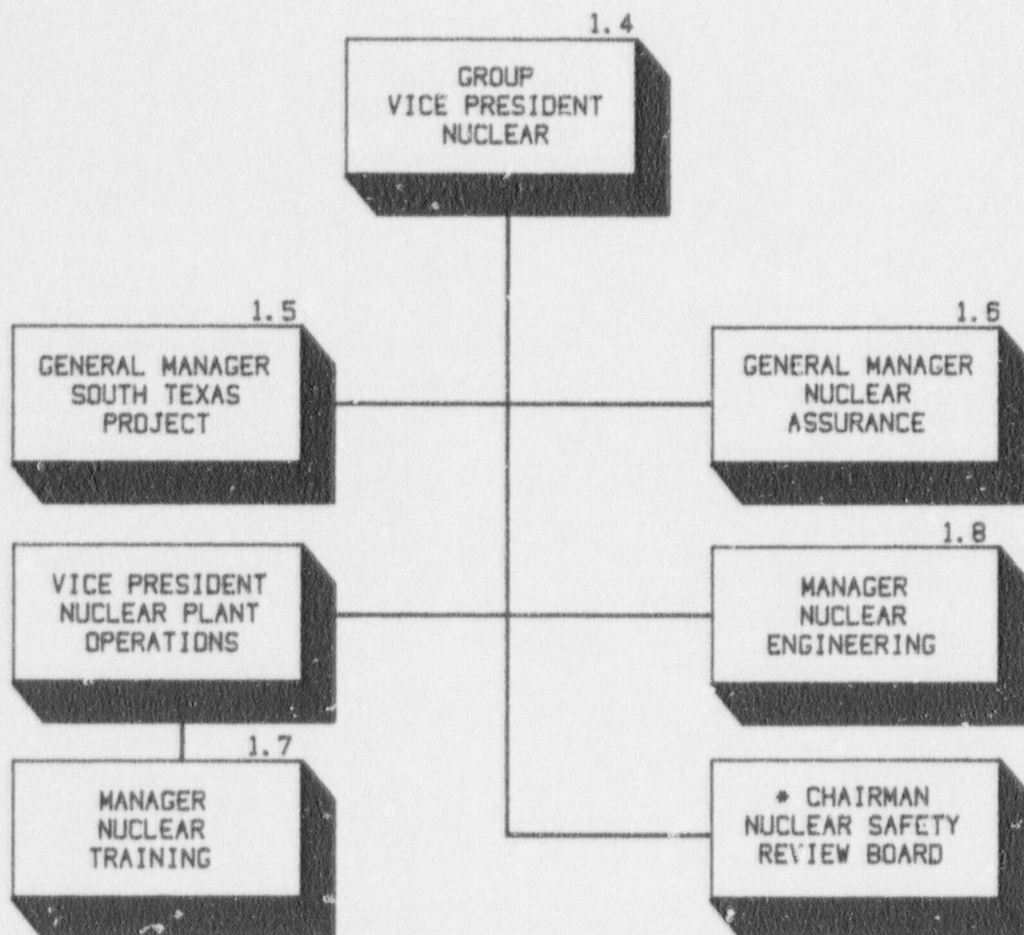 1.4
GROUP
VICE PRESIDENT
NUCLEAR
1.5
GENERAL MANAGER
SOUTH TEXAS
PROJECT
1.6
GENERAL MANAGER
NUCLEAR
ASSURANCE
VICE PRESIDENT
NUCLEAR PLANT
OPERATIONS
1.8
MANAGER
NUCLEAR
ENGINEERING
1.7
MANAGER
NUCLEAR
TRAINING
* CHAIRMAN
NUCLEAR SAFETY
REVIEW BOARD